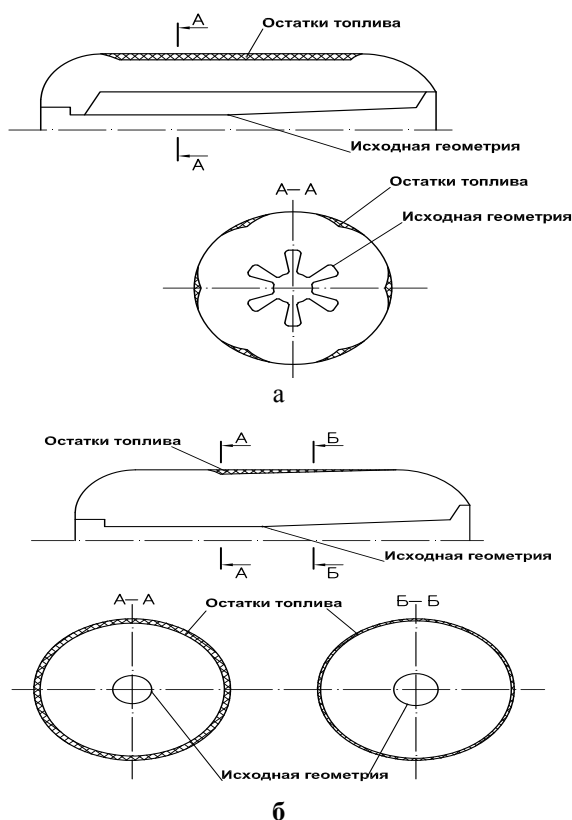 А
Остатки топлива
А
Исходная геометрия
А–А
Остатки топлива
Исходная геометрия
а
Остатки топлива
А
Б
Исходная геометрия
А
Б
А–А
Остатки топлива
Б–Б
Исходная геометрия
б